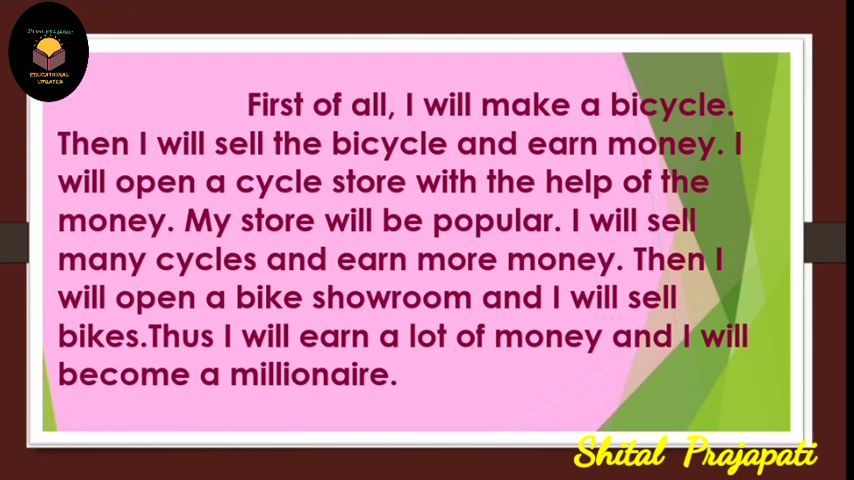 EDUCATIONAL
UPDATES
First of all, I will make a bicycle.
Then I will sell the bicycle and earn money. I
will open a cycle store with the help of the
money. My store will be popular. I will sell
many cycles and earn more money. Then I
will open a bike showroom and I will sell
bikes.Thus I will earn a lot of money and I will
become a millionaire.
Shital Prajapati